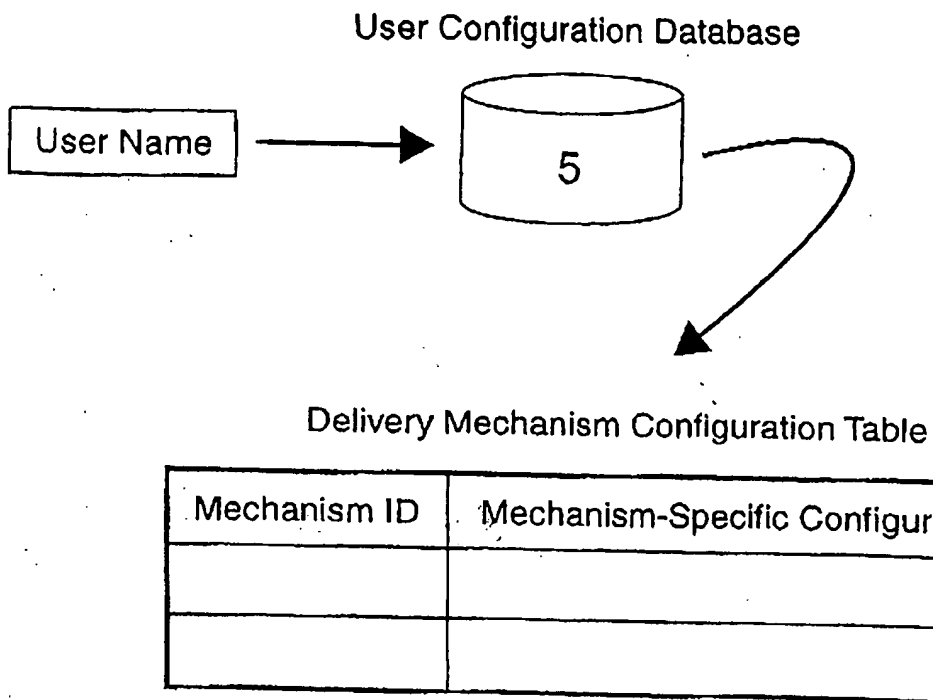 User Configuration Database
User Name
5
Delivery Mechanism Configuration Table
Mechanism ID
Mechanism-Specific Configur